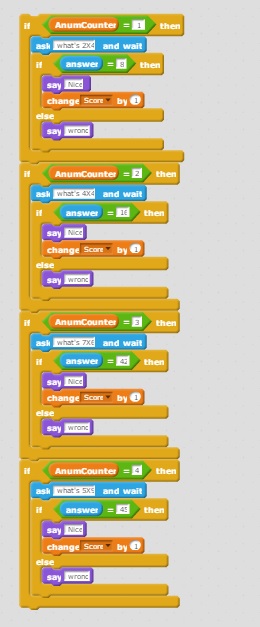 if AnumCounter = 1 then
ask what's 2X4 and wait
if answer = 8 then
say Nice
change Score by 1
else
say wrong
if AnumCounter = 2 then
ask what's 4X4 and wait
if answer = 16 then
say Nice
change Score by 1
else
say wrong
if AnumCounter = 3 then
ask what's 7X6 and wait
if answer = 42 then
say Nice
change Score by 1
else
say wrong
if AnumCounter = 4 then
ask what's 5X9 and wait
if answer = 45 then
say Nice
change Score by 1
else
say wrong